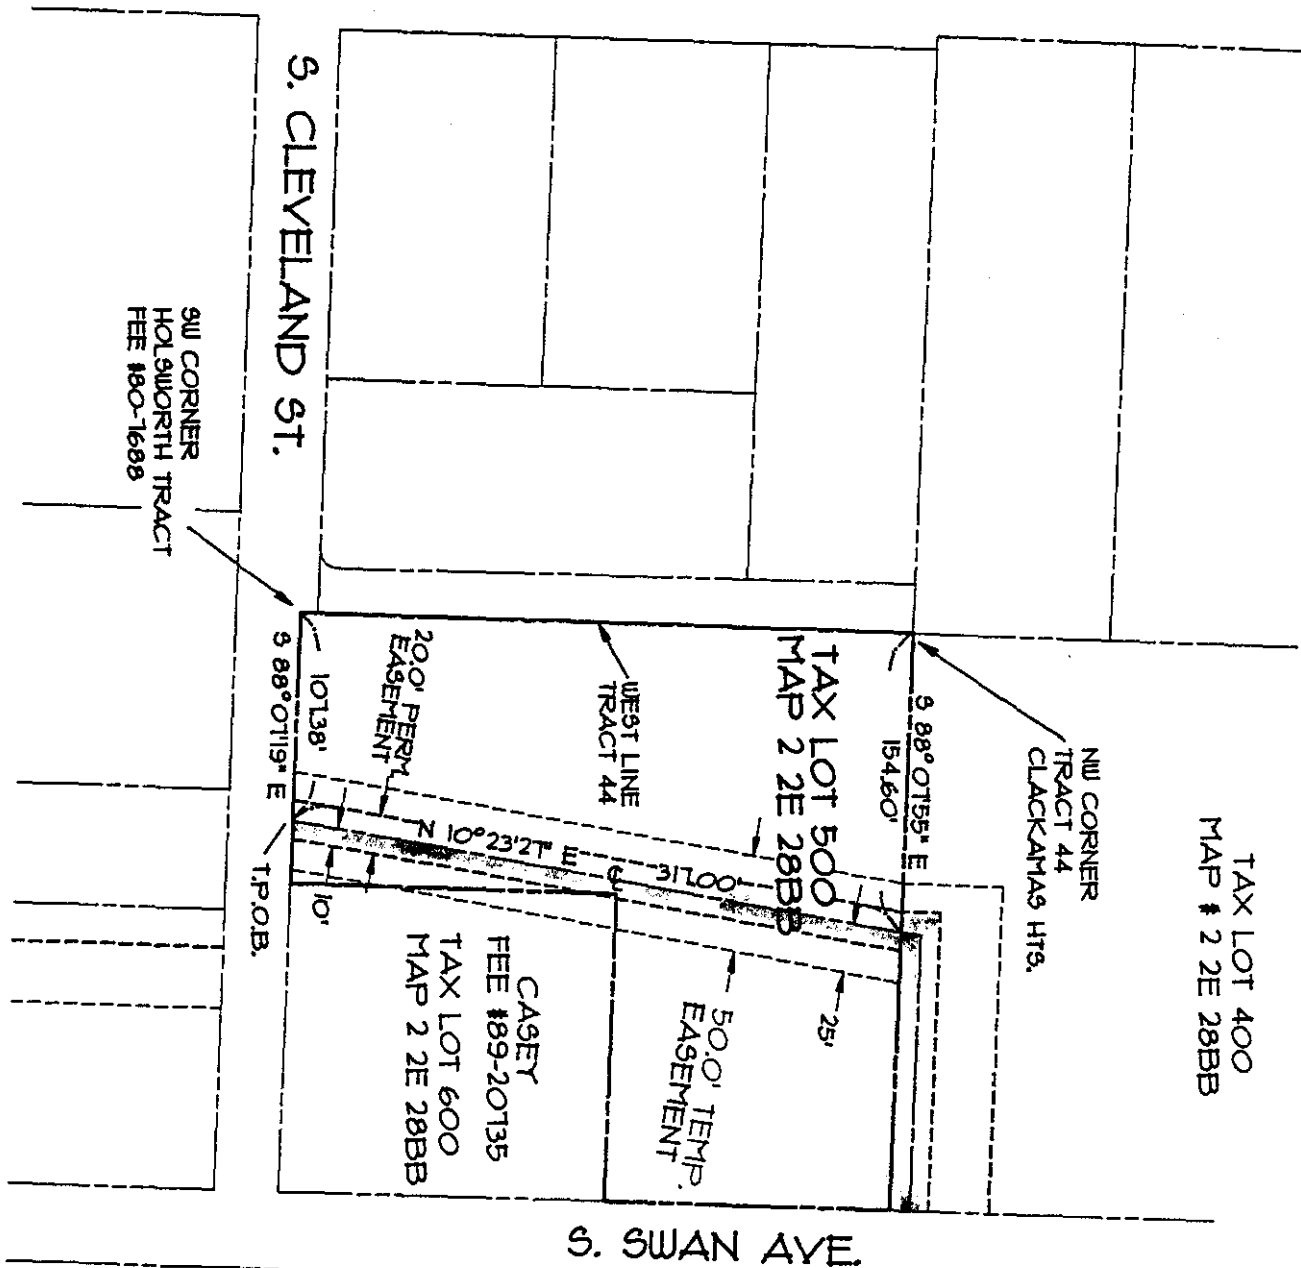 S. CLEVELAND ST.
SW CORNER
HOLSWORTH TRACT
FEE #80-7688
NW CORNER
TRACT 44
CLACKAMAS HTS.
TAX LOT 400
MAP # 2 2E 28BB
S 88°07'55" E
154.60'
TAX LOT 500
MAP 2 2E 28BB
WEST LINE
TRACT 44
20.0' PERM.
EASEMENT
107.38'
S 88°07'19" E
T.P.O.B.
10'
N 10°23'27" E
317.00'
℄
25'
50.0' TEMP.
EASEMENT
CASEY
FEE #89-20735
TAX LOT 600
MAP 2 2E 28BB
S. SWAN AVE.